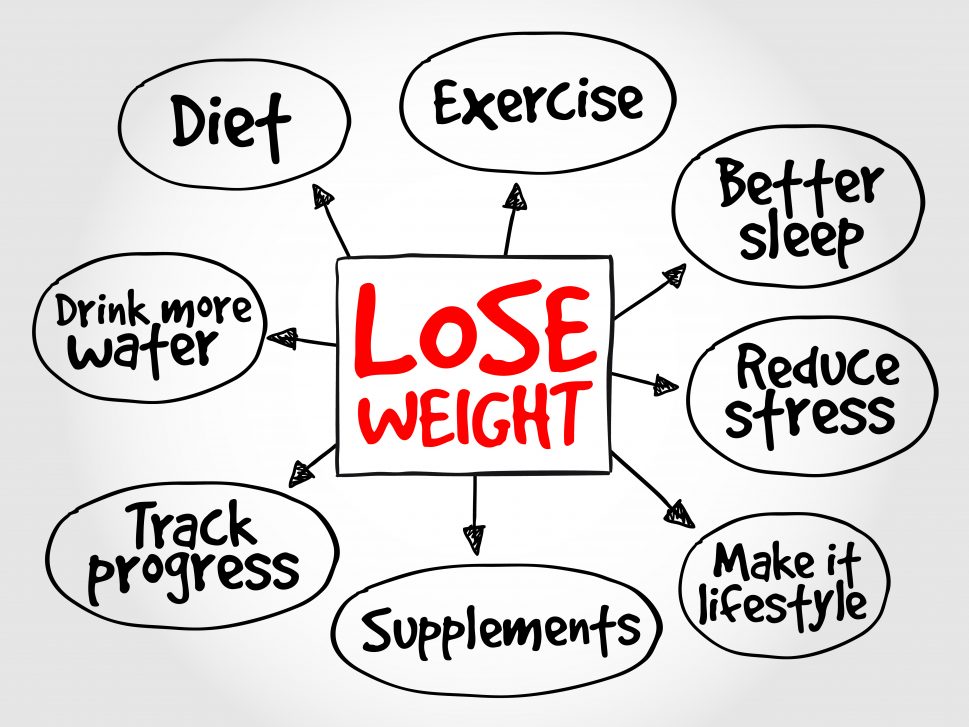 Diet
Exercise
Better
sleep
Drink more
water
LOSE
WEIGHT
Reduce
stress
Track
progress
Supplements
Make it
lifestyle